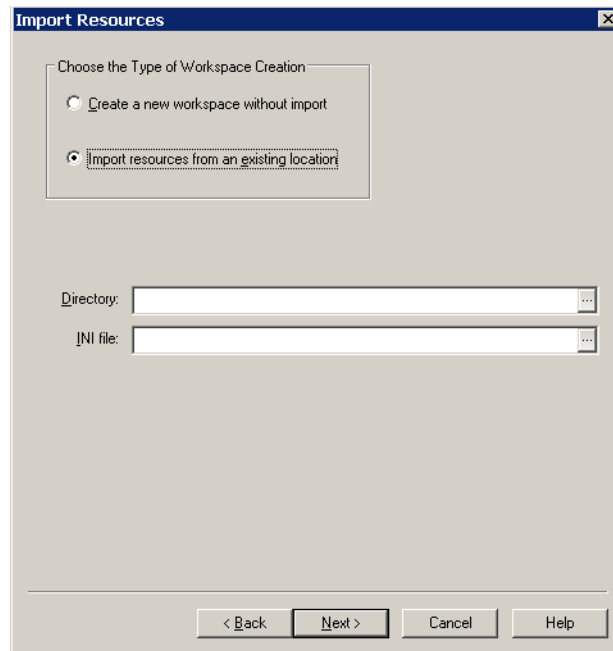 Import Resources
Choose the Type of Workspace Creation
Create a new workspace without import
Import resources from an existing location
Directory:
...
INI file:
...
< Back
Next >
Cancel
Help